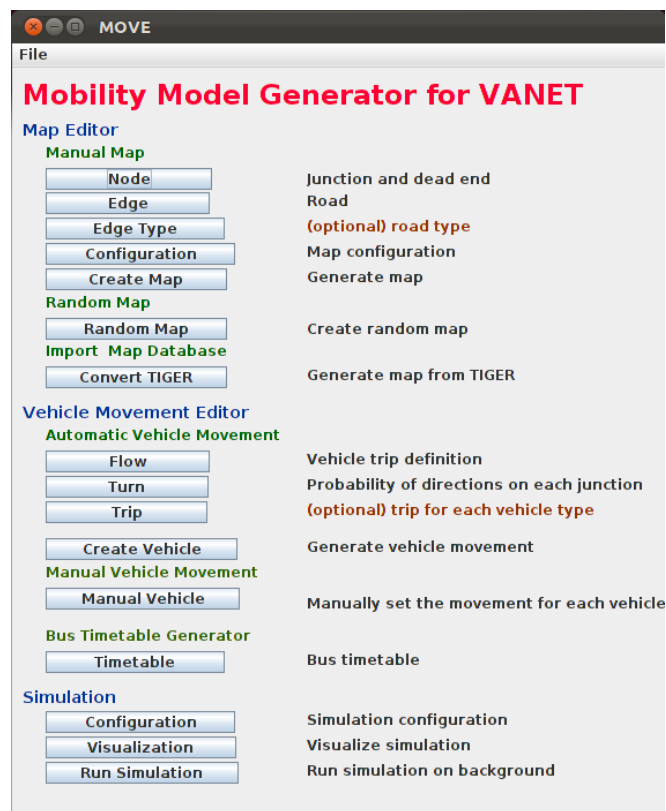 MOVE
File
Mobility Model Generator for VANET
Map Editor
Manual Map
Node Junction and dead end
Edge Road
Edge Type (optional) road type
Configuration Map configuration
Create Map Generate map
Random Map
Random Map Create random map
Import Map Database
Convert TIGER Generate map from TIGER
Vehicle Movement Editor
Automatic Vehicle Movement
Flow Vehicle trip definition
Turn Probability of directions on each junction
Trip (optional) trip for each vehicle type
Create Vehicle Generate vehicle movement
Manual Vehicle Movement
Manual Vehicle Manually set the movement for each vehicle
Bus Timetable Generator
Timetable Bus timetable
Simulation
Configuration Simulation configuration
Visualization Visualize simulation
Run Simulation Run simulation on background